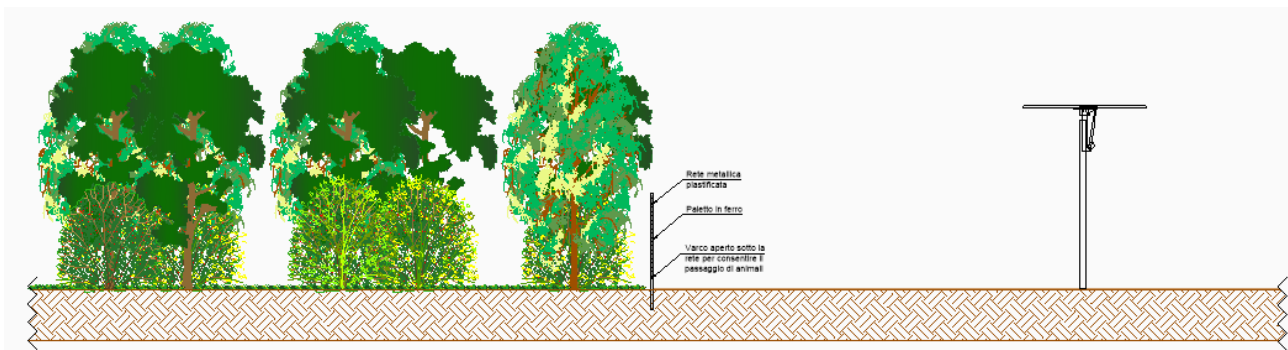 Rete metallica
plastificata
Paletto in ferro
Varco aperto sotto la
rete per consentire il
passaggio di animali